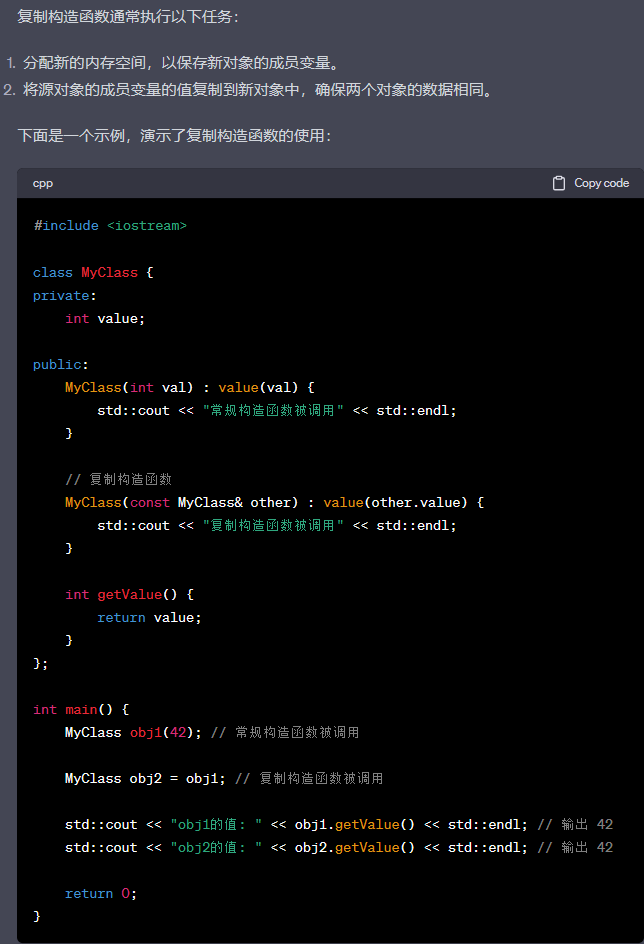 复制构造函数通常执行以下任务：
1. 分配新的内存空间，以保存新对象的成员变量。
2. 将源对象的成员变量的值复制到新对象中，确保两个对象的数据相同。
下面是一个示例，演示了复制构造函数的使用：
cpp Copy code
#include <iostream>
class MyClass {
private:
    int value;
public:
    MyClass(int val) : value(val) {
        std::cout << "常规构造函数被调用" << std::endl;
    }
    // 复制构造函数
    MyClass(const MyClass& other) : value(other.value) {
        std::cout << "复制构造函数被调用" << std::endl;
    }
    int getValue() {
        return value;
    }
};
int main() {
    MyClass obj1(42); // 常规构造函数被调用
    MyClass obj2 = obj1; // 复制构造函数被调用
    std::cout << "obj1的值: " << obj1.getValue() << std::endl; // 输出 42
    std::cout << "obj2的值: " << obj2.getValue() << std::endl; // 输出 42
    return 0;
}